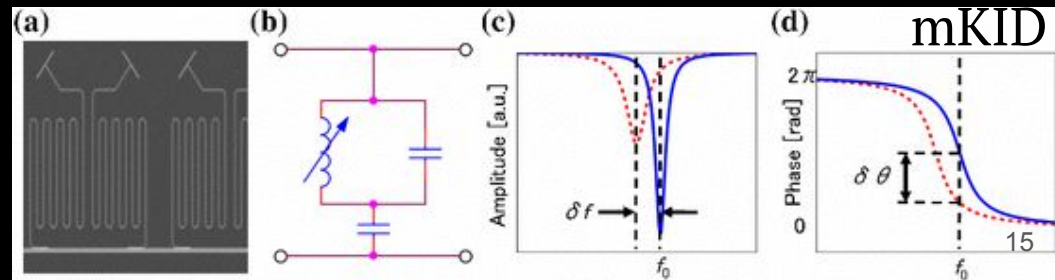 (a)
(b)
(c)
(d)
mKID
Amplitude [a.u.]
δf
f₀
Phase [rad]
2π
δθ
0
15
f₀